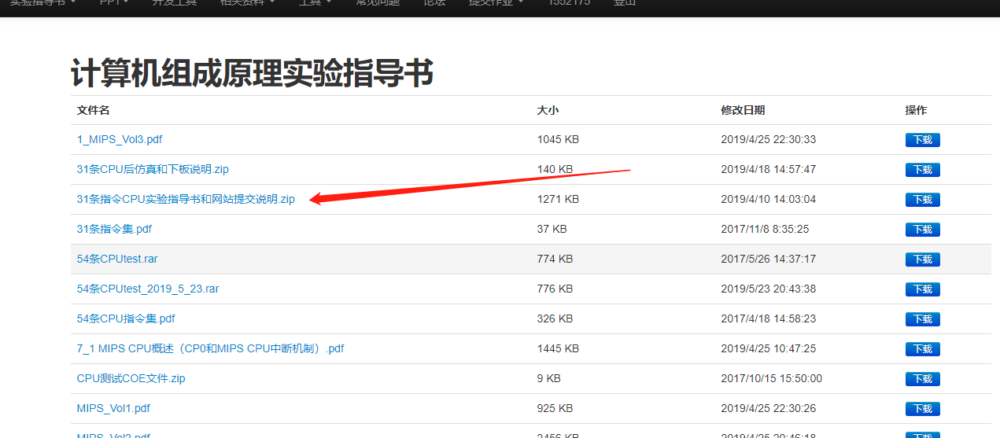 实验指导书 PPT 开发工具 相关资料 工具 常见问题 论坛 提交作业 1552175 登出
计算机组成原理实验指导书
文件名 大小 修改日期 操作
1_MIPS_Vol3.pdf 1045 KB 2019/4/25 22:30:33 下载
31条CPU后仿真和下板说明.zip 140 KB 2019/4/18 14:57:47 下载
31条指令CPU实验指导书和网站提交说明.zip 1271 KB 2019/4/10 14:03:04 下载
31条指令集.pdf 37 KB 2017/11/8 8:35:25 下载
54条CPUtest.rar 774 KB 2017/5/26 14:37:17 下载
54条CPUtest_2019_5_23.rar 776 KB 2019/5/23 20:43:38 下载
54条CPU指令集.pdf 326 KB 2017/4/18 14:58:23 下载
7_1 MIPS CPU概述（CP0和MIPS CPU中断机制）.pdf 1445 KB 2019/4/25 10:47:25 下载
CPU测试COE文件.zip 9 KB 2017/10/15 15:50:00 下载
MIPS_Vol1.pdf 925 KB 2019/4/25 22:30:26 下载
MIPS_Vol2.pdf 2456 KB 2019/4/25 20:46:18 下载